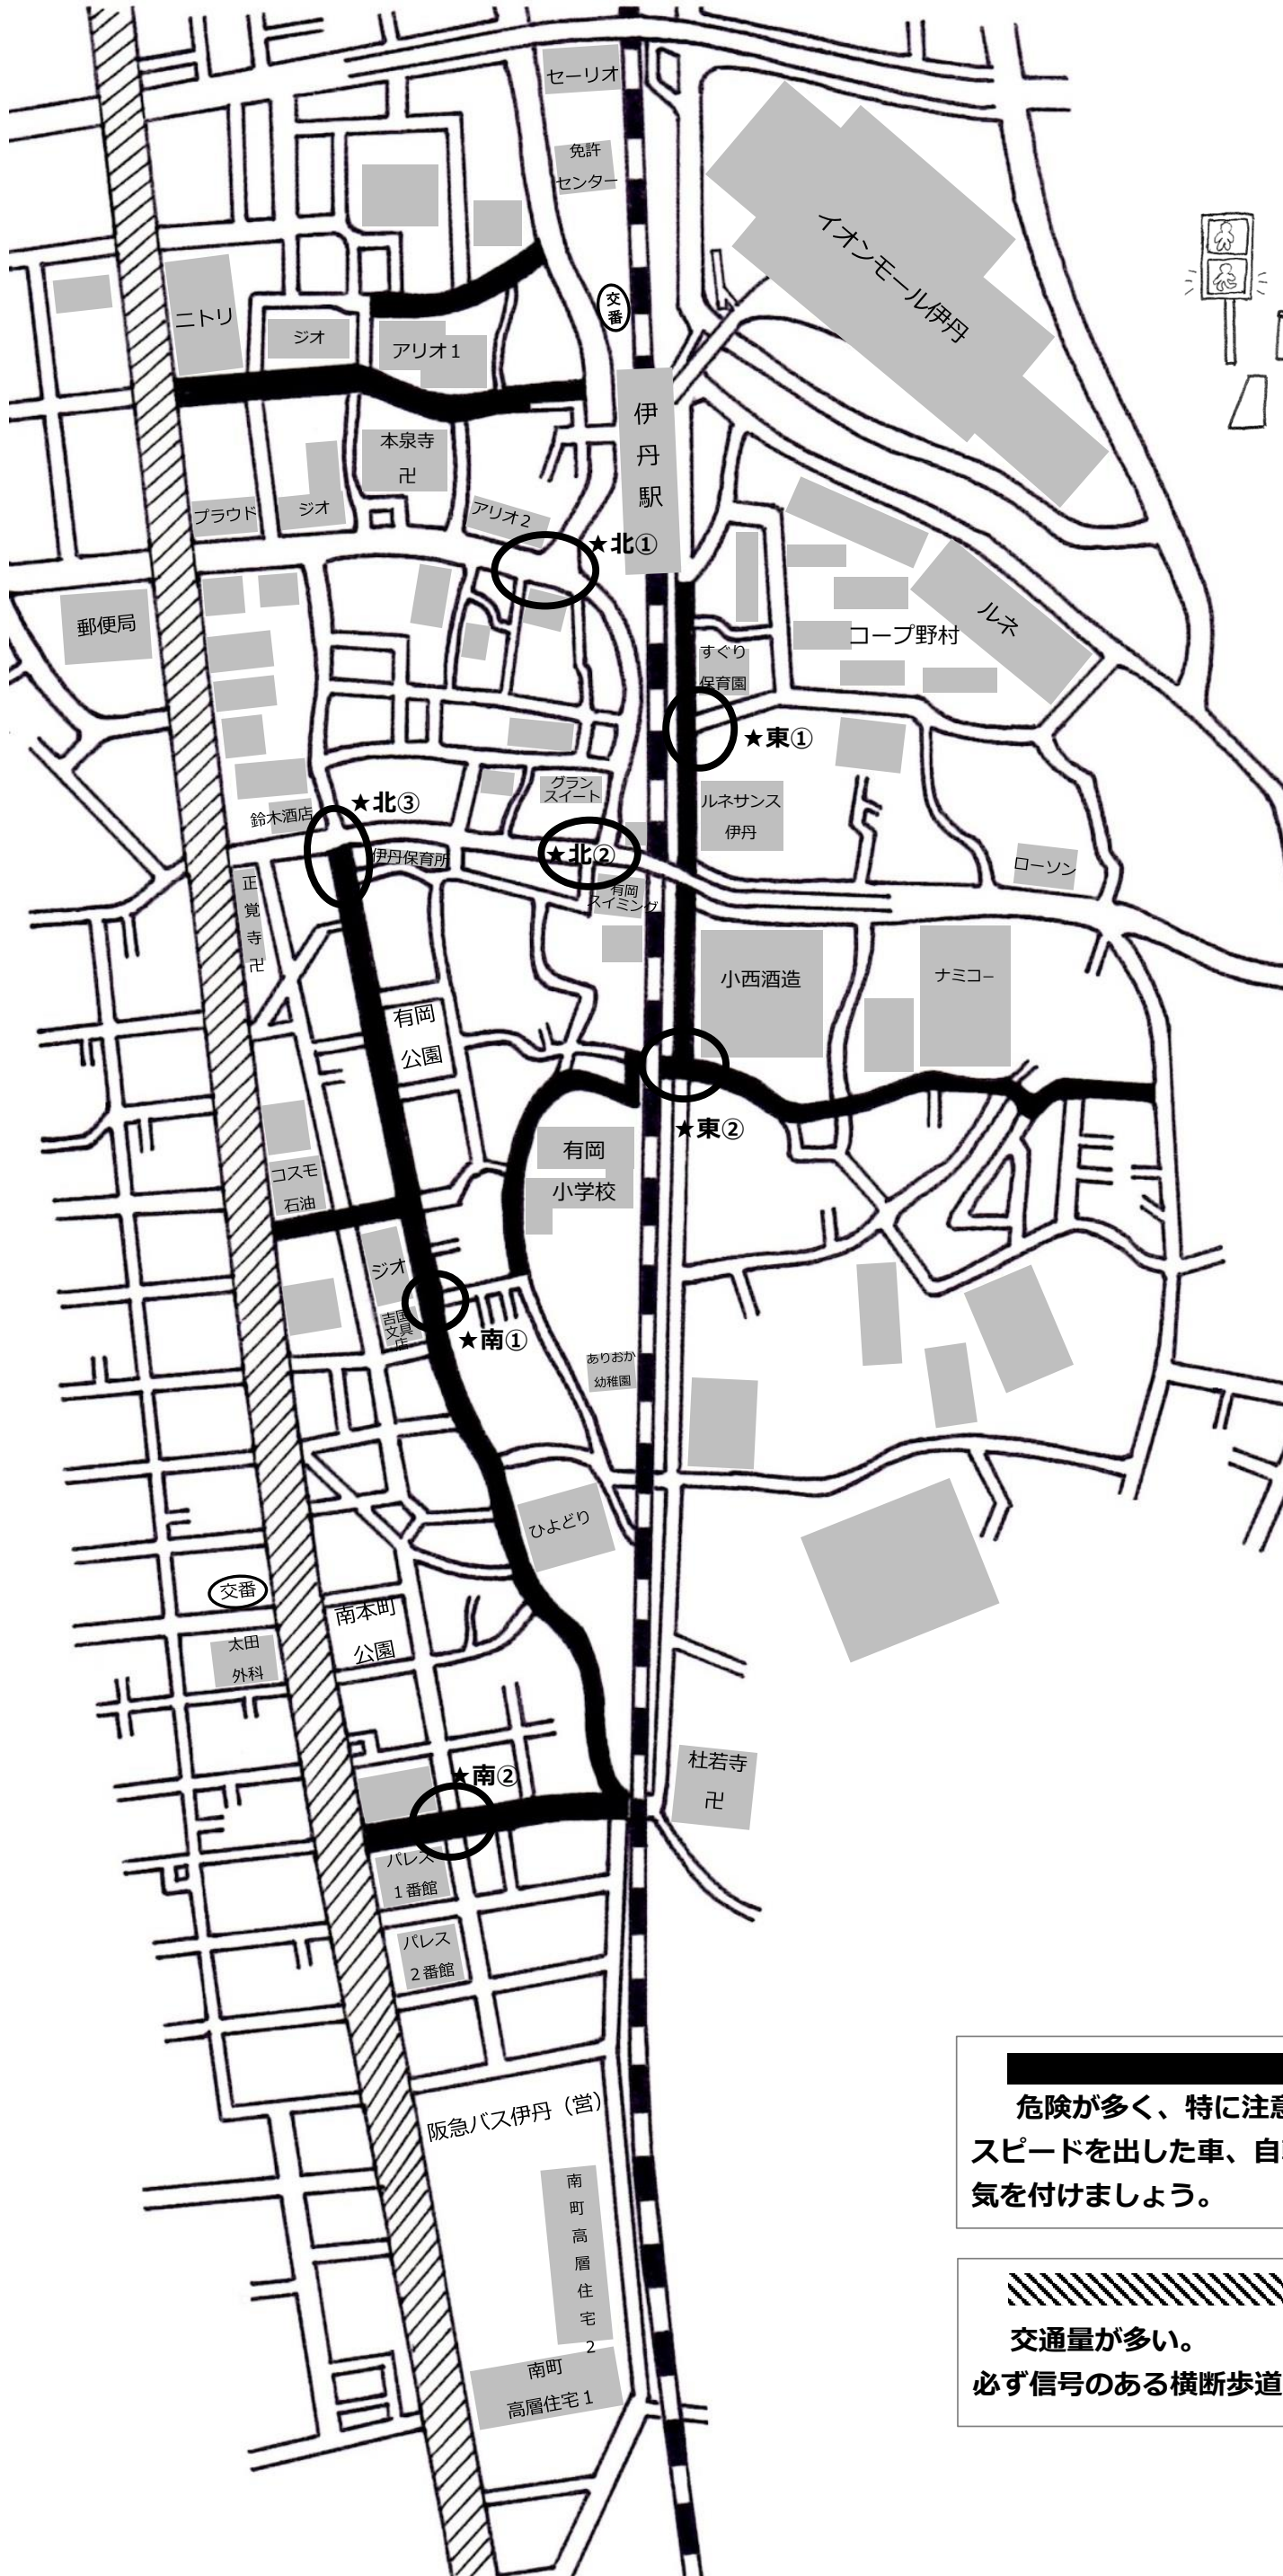 セーリオ
免許
センター
イオンモール伊丹
交
番
ニトリ
ジオ
アリオ１
伊
丹
駅
本泉寺
卍
プラウド
ジオ
アリオ２
★北①
郵便局
ルネ
コープ野村
すぐり
保育園
★東①
グラン
スイート
ルネサンス
伊丹
★北③
鈴木酒店
伊丹保育所
★北②
ローソン
正
覚
寺
卍
有岡
スイミング
小西酒造
ナミコー
有岡
公園
★東②
有岡
小学校
コスモ
石油
ジオ
吉国
文具
店
★南①
ありおか
幼稚園
ひよどり
交番
南本町
公園
太田
外科
★南②
杜若寺
卍
パレス
１番館
パレス
２番館
危険が多く、特に注意
スピードを出した車、自
気を付けましょう。
阪急バス伊丹（営）
南
町
高
層
住
宅
２
交通量が多い。
必ず信号のある横断歩道
南町
高層住宅１